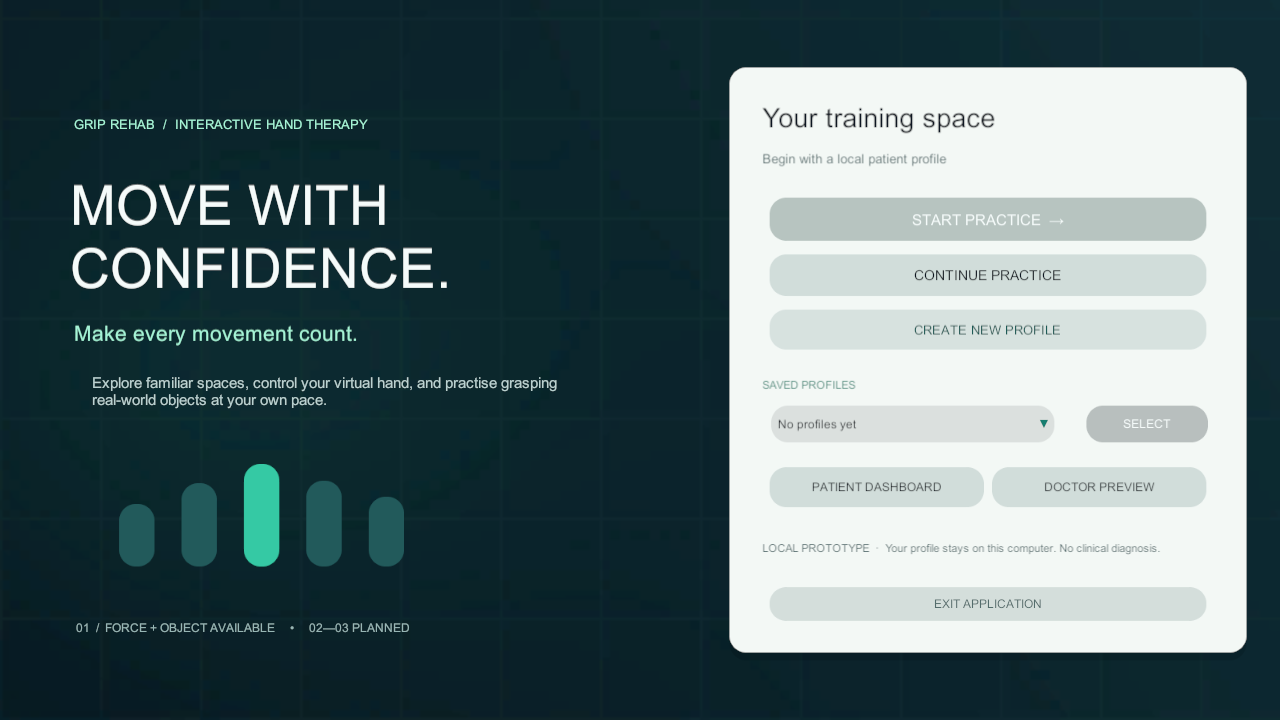 GRIP REHAB / INTERACTIVE HAND THERAPY
MOVE WITH
CONFIDENCE.
Make every movement count.
Explore familiar spaces, control your virtual hand, and practise grasping
real-world objects at your own pace.
01 / FORCE + OBJECT AVAILABLE • 02—03 PLANNED
Your training space
Begin with a local patient profile
START PRACTICE →
CONTINUE PRACTICE
CREATE NEW PROFILE
SAVED PROFILES
No profiles yet ▼
SELECT
PATIENT DASHBOARD
DOCTOR PREVIEW
LOCAL PROTOTYPE · Your profile stays on this computer. No clinical diagnosis.
EXIT APPLICATION